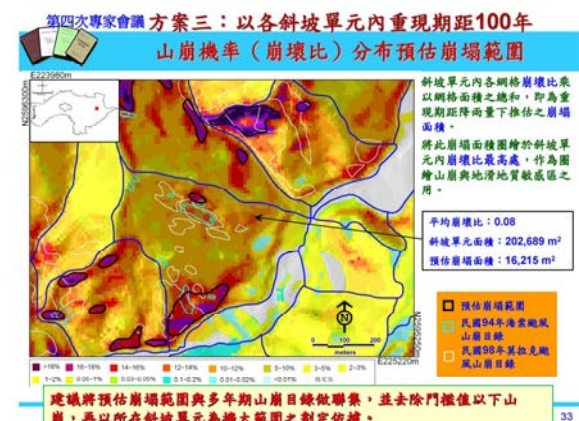 第四次專家會議 方案三：以各斜坡單元內重現期距100年
山崩機率（崩壞比）分布預估崩塌範圍
E223980m
N2596300m
斜坡單元內各網格崩壞比乘
以網格面積之總和，即為重
現期距降雨量下推估之崩塌
面積。
將此崩塌面積圈繪於斜坡單
元內崩壞比最高處，作為圈
繪山崩與地滑地質敏感區之
用。
平均崩壞比：0.08
斜坡單元面積：202,689 m²
預估崩塌面積：16,215 m²
預估崩塌範圍
民國94年海棠颱風
山崩目錄
民國98年莫拉克颱
風山崩目錄
N
0 100 200
meters
E225220m
>18% 16~18% 14~16% 12~14% 10~12% 5~10% 3~5% 2~3%
1~2% 0.05~1% 0.03~0.05% 0.1~0.2% 0.01~0.02% <0.01%
建議將預估崩塌範圍與多年期山崩目錄做聯集，並去除門檻值以下山
崩，再以所在斜坡單元為擴大範圍之劃定依據。
33